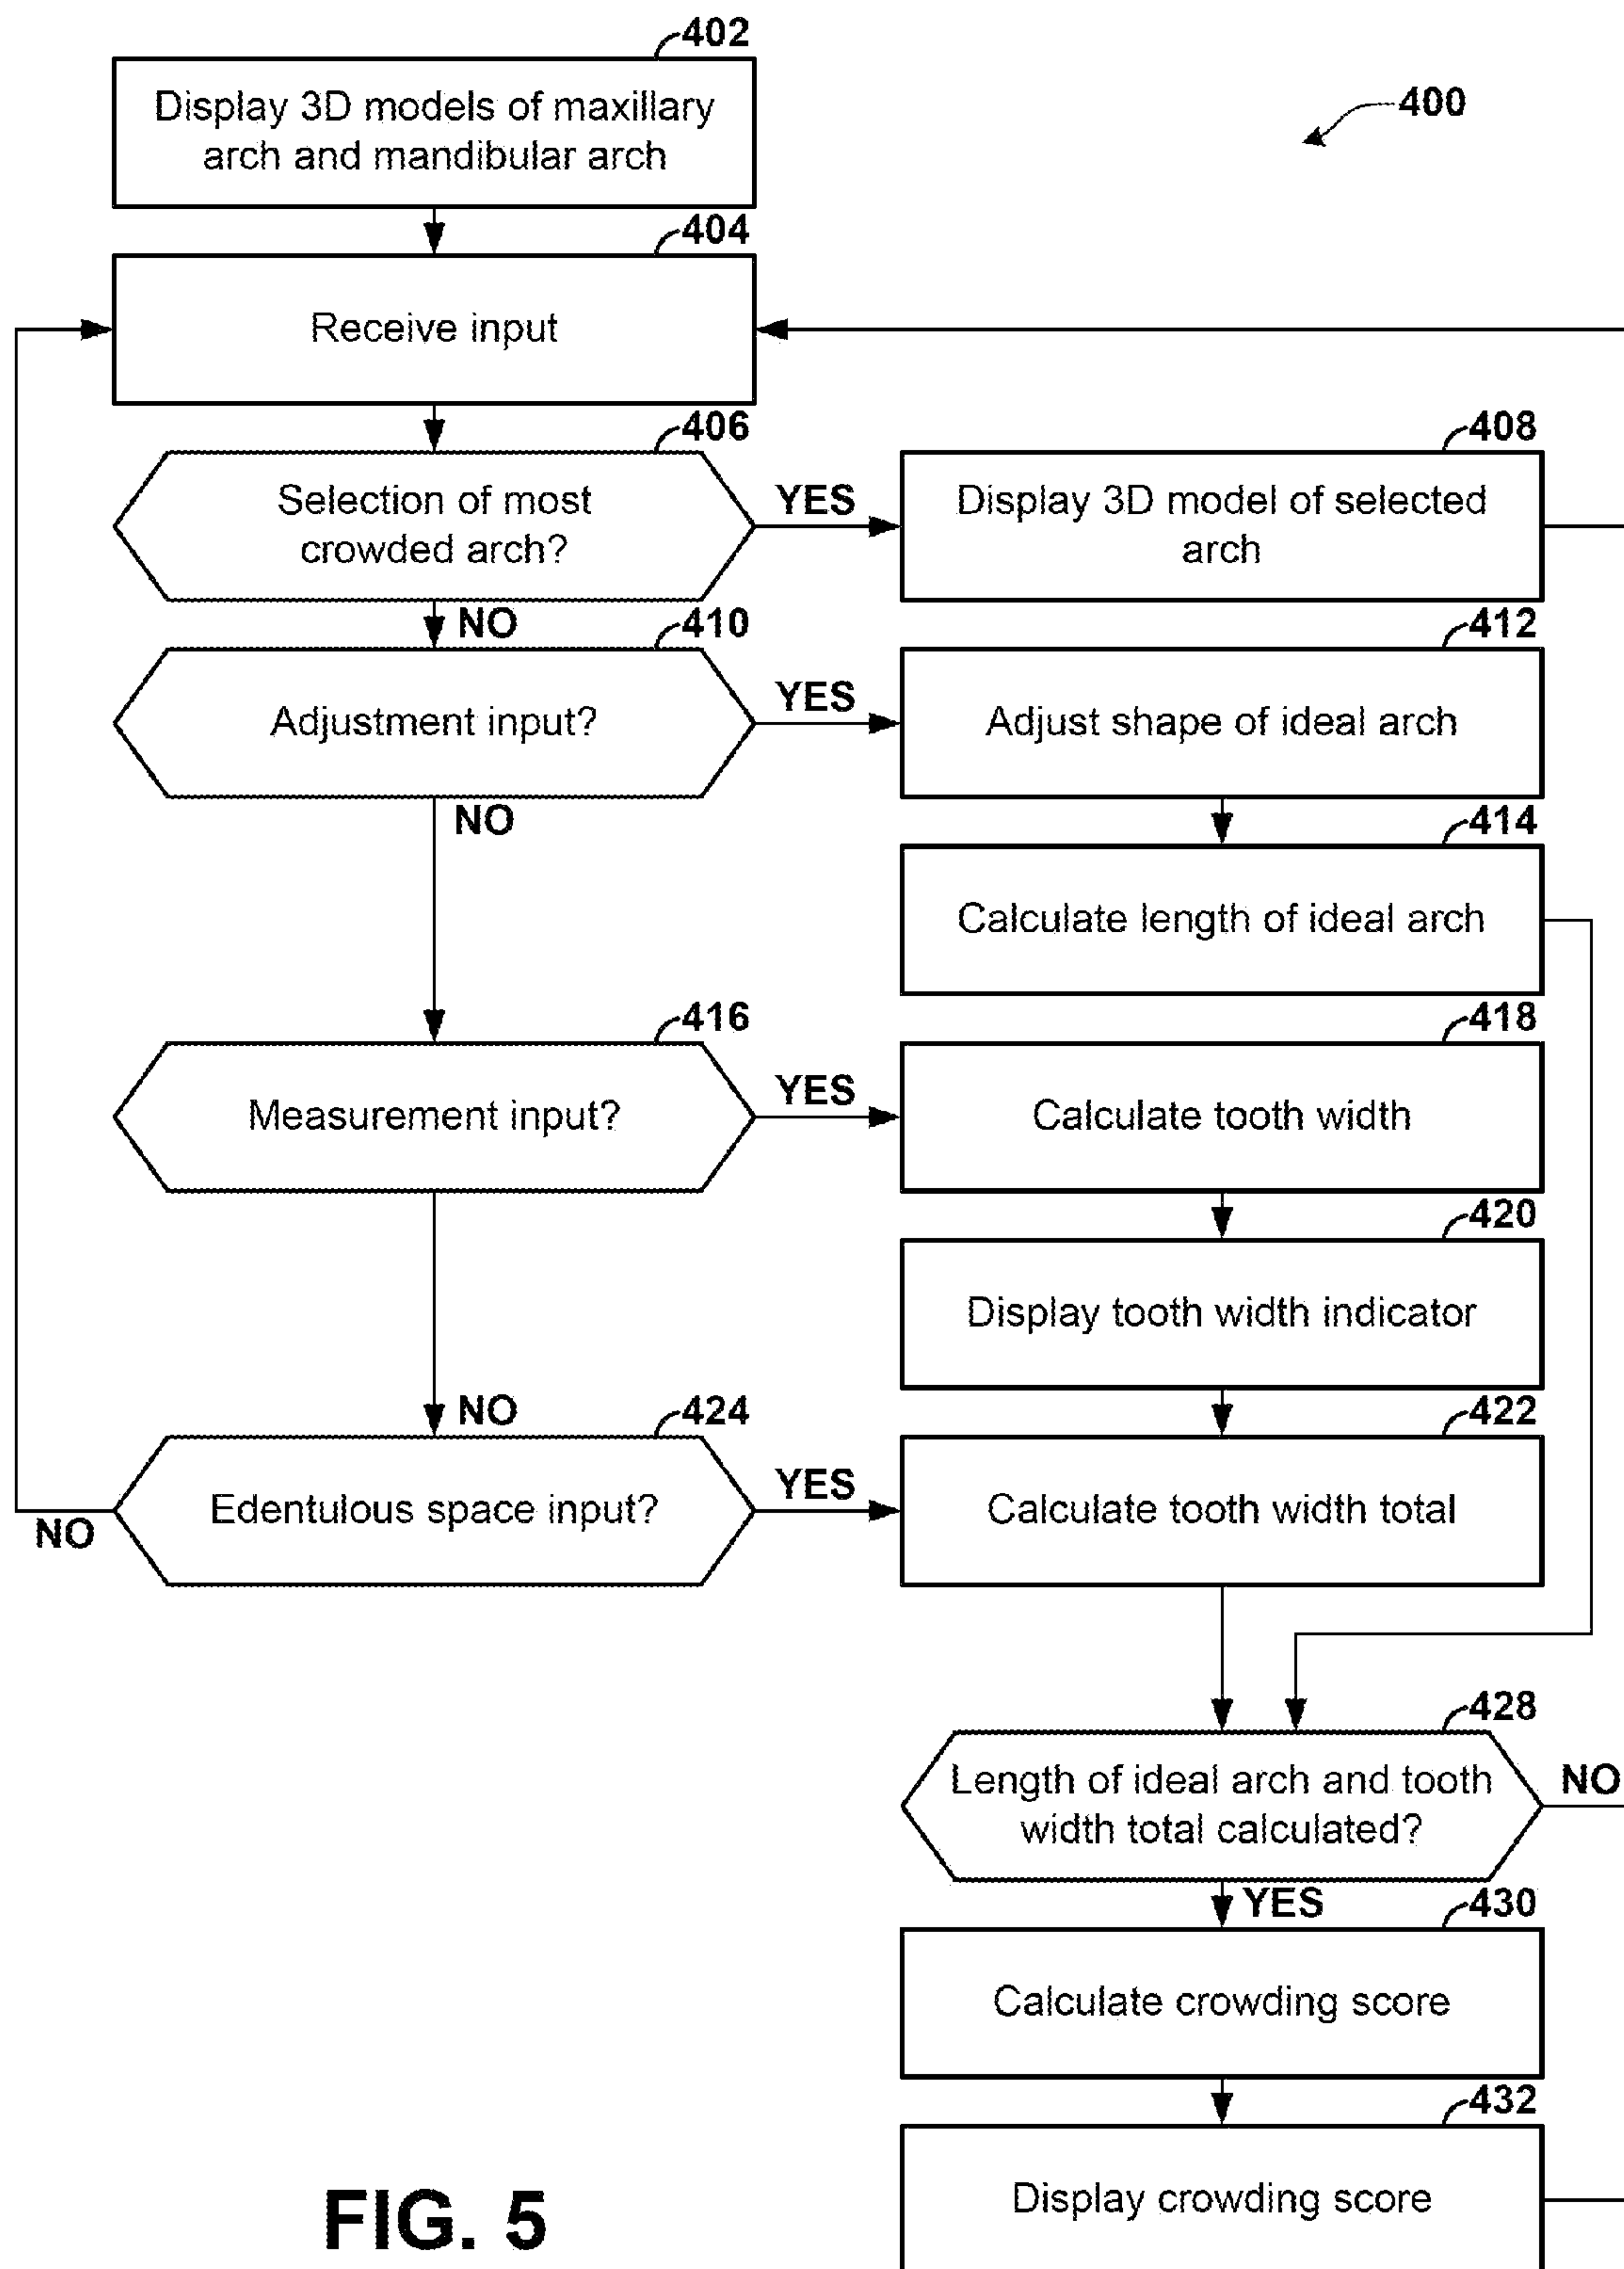 402
Display 3D models of maxillary
arch and mandibular arch
400
404
Receive input
406
Selection of most
crowded arch?
YES
408
Display 3D model of selected
arch
NO
410
Adjustment input?
YES
412
Adjust shape of ideal arch
NO
414
Calculate length of ideal arch
416
Measurement input?
YES
418
Calculate tooth width
420
Display tooth width indicator
NO
424
Edentulous space input?
YES
422
Calculate tooth width total
NO
428
Length of ideal arch and tooth
width total calculated?
NO
YES
430
Calculate crowding score
432
Display crowding score
FIG. 5